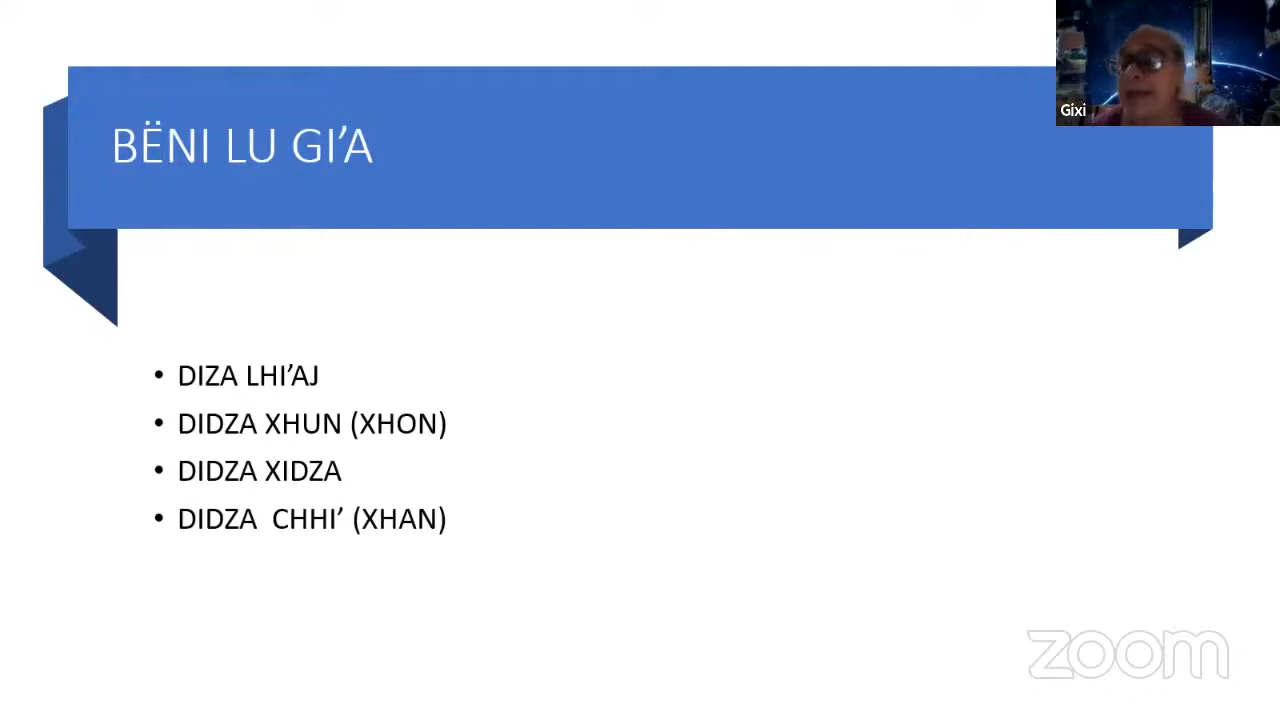 Gixi
BËNI LU GI’A
• DIZA LHI’AJ
• DIDZA XHUN (XHON)
• DIDZA XIDZA
• DIDZA  CHHI’ (XHAN)
zoom